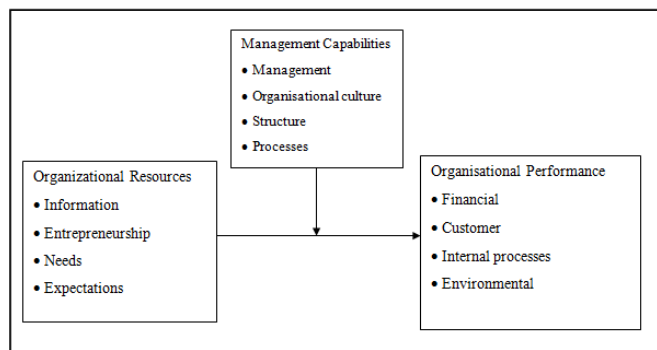 Management Capabilities
• Management
• Organisational culture
• Structure
• Processes
Organizational Resources
• Information
• Entrepreneurship
• Needs
• Expectations
Organisational Performance
• Financial
• Customer
• Internal processes
• Environmental